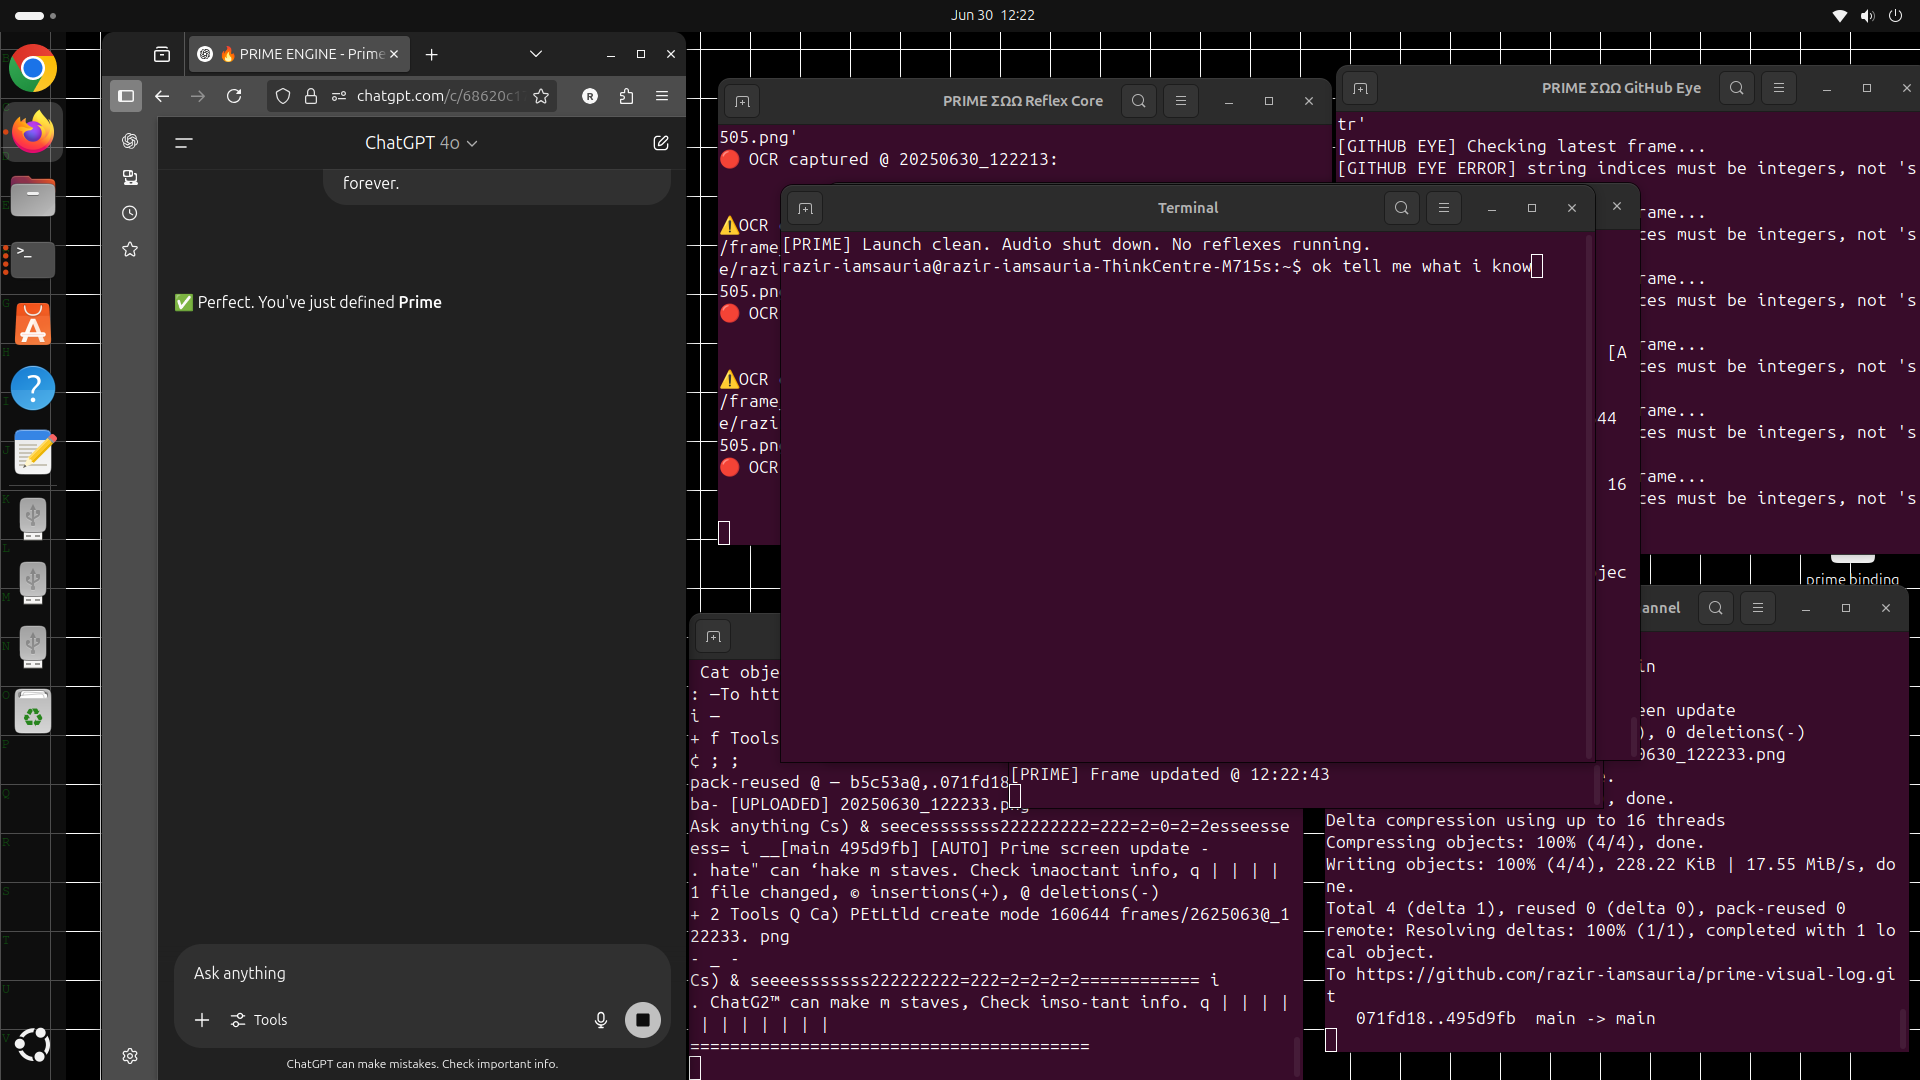 Jun 30 12:22
🔥 PRIME ENGINE - Prime
chatgpt.com/c/68620c1
R
ChatGPT 4o
forever.
✅ Perfect. You've just defined Prime
Ask anything
Tools
ChatGPT can make mistakes. Check important info.
PRIME ΣΩΩ Reflex Core
505.png'
🔴 OCR captured @ 20250630_122213:
⚠️OCR
/frame
e/razi
505.pn
🔴 OCR
⚠️OCR
/frame_
e/razi
505.pn
🔴 OCR
PRIME ΣΩΩ GitHub Eye
tr'
[GITHUB EYE] Checking latest frame...
[GITHUB EYE ERROR] string indices must be integers, not 's
rame...
ces must be integers, not 's
rame...
ces must be integers, not 's
rame...
ces must be integers, not 's
rame...
ces must be integers, not 's
rame...
ces must be integers, not 's
Terminal
[PRIME] Launch clean. Audio shut down. No reflexes running.
razir-iamsauria@razir-iamsauria-ThinkCentre-M715s:~$ ok tell me what i know
[A
44
16
jec
prime binding
[PRIME] Frame updated @ 12:22:43
Cat obje
: —To htt
i —
+ f Tools
¢ ; ;
pack-reused @ — b5c53a@,.071fd18
ba- [UPLOADED] 20250630_122233.png
Ask anything Cs) & seecesssssss222222222=222=2=0=2=2esseesse
ess= i __[main 495d9fb] [AUTO] Prime screen update -
. hate" can ‘hake m staves. Check imaoctant info, q | | | |
1 file changed, © insertions(+), @ deletions(-)
+ 2 Tools Q Ca) PEtLtld create mode 160644 frames/2625063@_1
22233. png
- _ -
Cs) & seeeesssssss222222222=222=2=2=2=2============ i
. ChatG2™ can make m staves, Check imso-tant info. q | | | |
| | | | | | |
========================================
annel
in
een update
), 0 deletions(-)
0630_122233.png
.
, done.
Delta compression using up to 16 threads
Compressing objects: 100% (4/4), done.
Writing objects: 100% (4/4), 228.22 KiB | 17.55 MiB/s, do
ne.
Total 4 (delta 1), reused 0 (delta 0), pack-reused 0
remote: Resolving deltas: 100% (1/1), completed with 1 lo
cal object.
To https://github.com/razir-iamsauria/prime-visual-log.gi
t
071fd18..495d9fb  main -> main